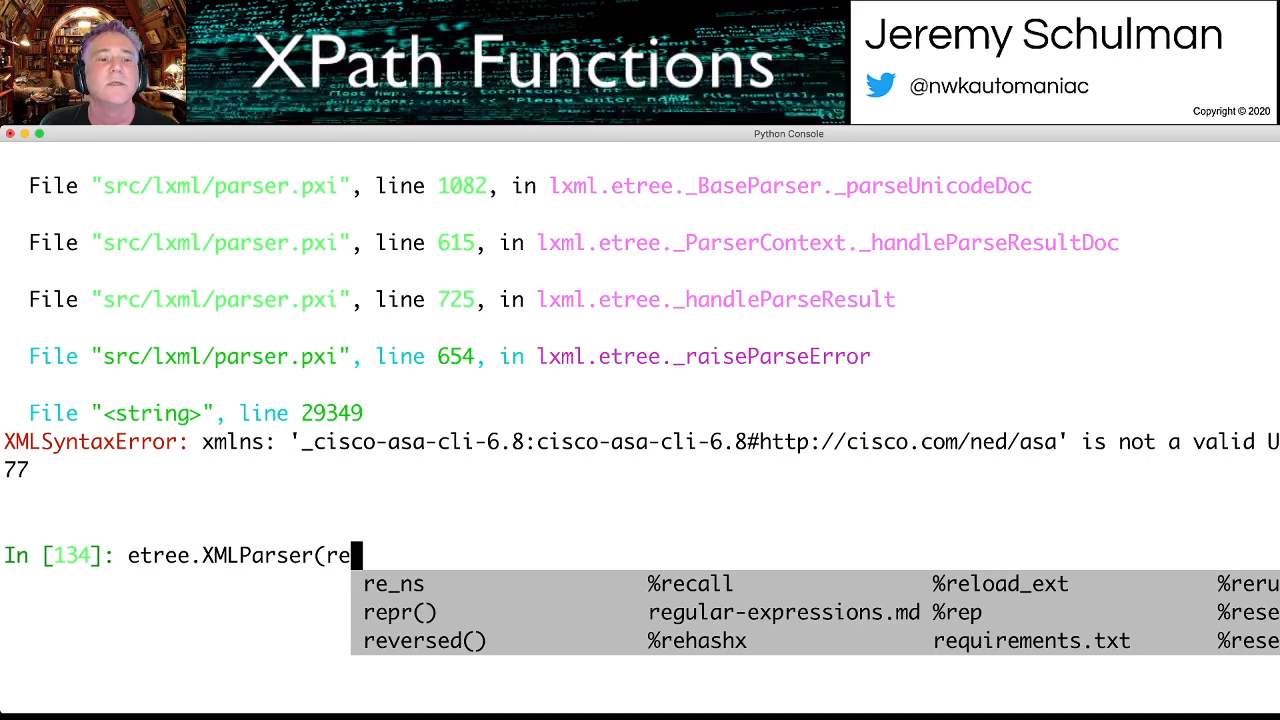 XPath Functions
Jeremy Schulman
@nwkautomaniac
Copyright © 2020
Python Console
File "src/lxml/parser.pxi", line 1082, in lxml.etree._BaseParser._parseUnicodeDoc
File "src/lxml/parser.pxi", line 615, in lxml.etree._ParserContext._handleParseResultDoc
File "src/lxml/parser.pxi", line 725, in lxml.etree._handleParseResult
File "src/lxml/parser.pxi", line 654, in lxml.etree._raiseParseError
File "<string>", line 29349
XMLSyntaxError: xmlns: '_cisco-asa-cli-6.8:cisco-asa-cli-6.8#http://cisco.com/ned/asa' is not a valid U
77
In [134]: etree.XMLParser(re
re_ns %recall %reload_ext %reru
repr() regular-expressions.md %rep %rese
reversed() %rehashx requirements.txt %rese